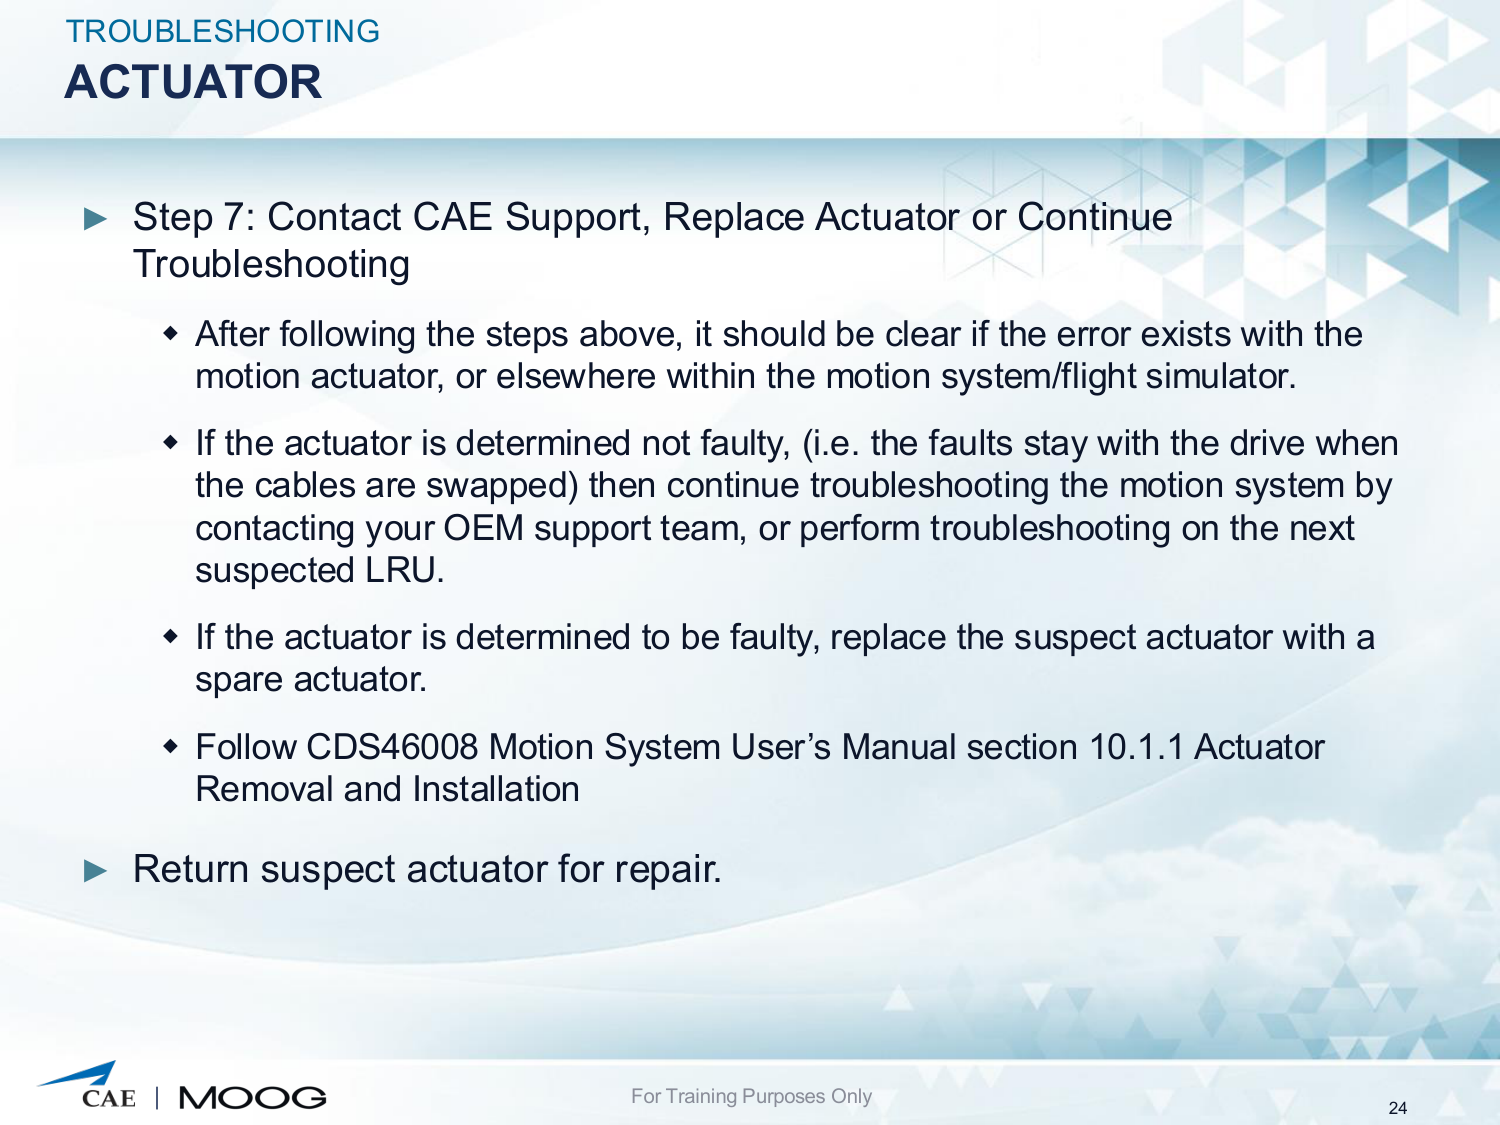 TROUBLESHOOTING
ACTUATOR
► Step 7: Contact CAE Support, Replace Actuator or Continue
Troubleshooting
◆ After following the steps above, it should be clear if the error exists with the
motion actuator, or elsewhere within the motion system/flight simulator.
◆ If the actuator is determined not faulty, (i.e. the faults stay with the drive when
the cables are swapped) then continue troubleshooting the motion system by
contacting your OEM support team, or perform troubleshooting on the next
suspected LRU.
◆ If the actuator is determined to be faulty, replace the suspect actuator with a
spare actuator.
◆ Follow CDS46008 Motion System User’s Manual section 10.1.1 Actuator
Removal and Installation
► Return suspect actuator for repair.
CAE | MOOG
For Training Purposes Only
24